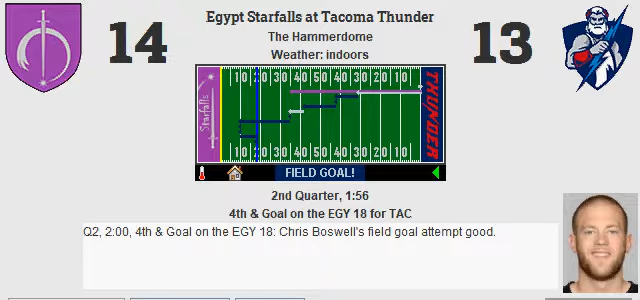 Egypt Starfalls at Tacoma Thunder
14
The Hammerdome
13
Weather: indoors
10 20 30 40 50 40 30 20 10
Starfalls
THUNDER
10 20 30 40 50 40 30 20 10
FIELD GOAL!
2nd Quarter, 1:56
4th & Goal on the EGY 18 for TAC
Q2, 2:00, 4th & Goal on the EGY 18: Chris Boswell's field goal attempt good.